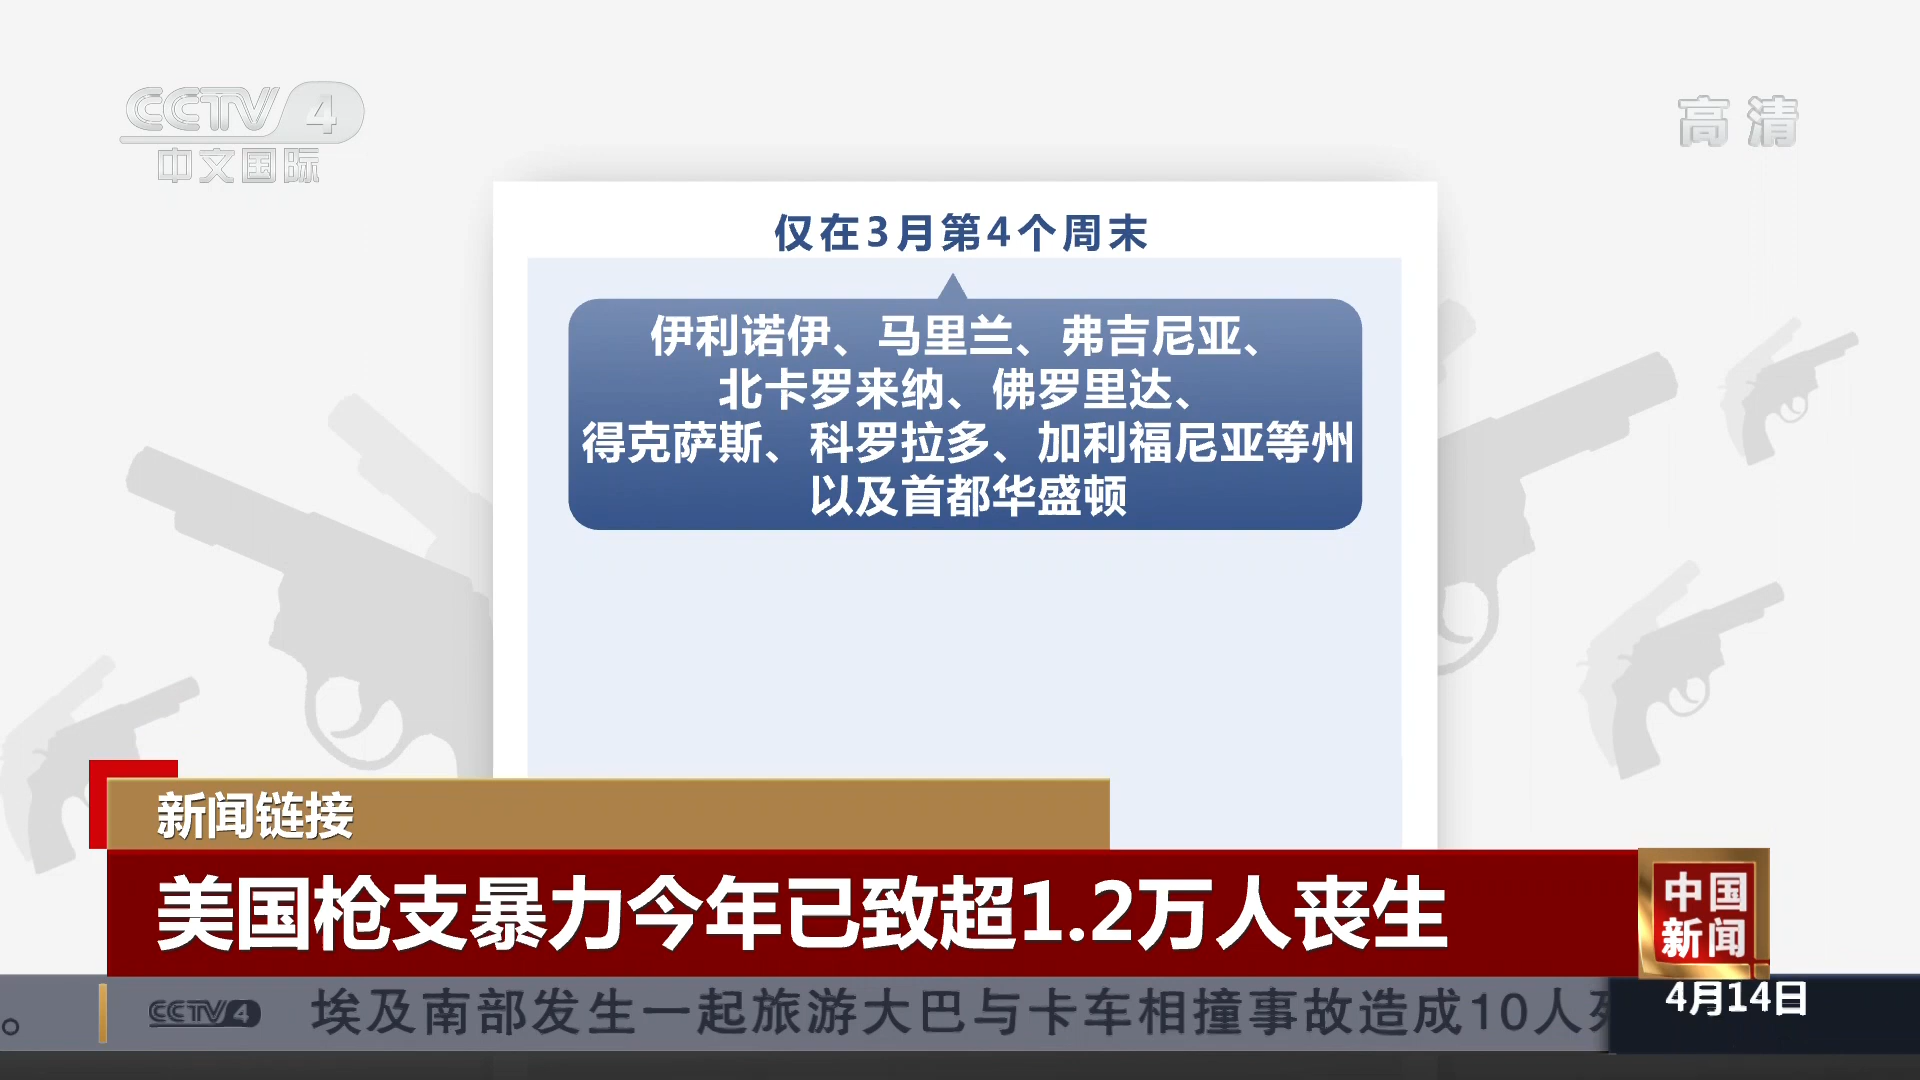 CCTV 4
中文国际
高清
仅在3月第4个周末
伊利诺伊、马里兰、弗吉尼亚、
北卡罗来纳、佛罗里达、
得克萨斯、科罗拉多、加利福尼亚等州
以及首都华盛顿
新闻链接
美国枪支暴力今年已致超1.2万人丧生
中国
新闻
。
CCTV 4
埃及南部发生一起旅游大巴与卡车相撞事故造成10人
4月14日